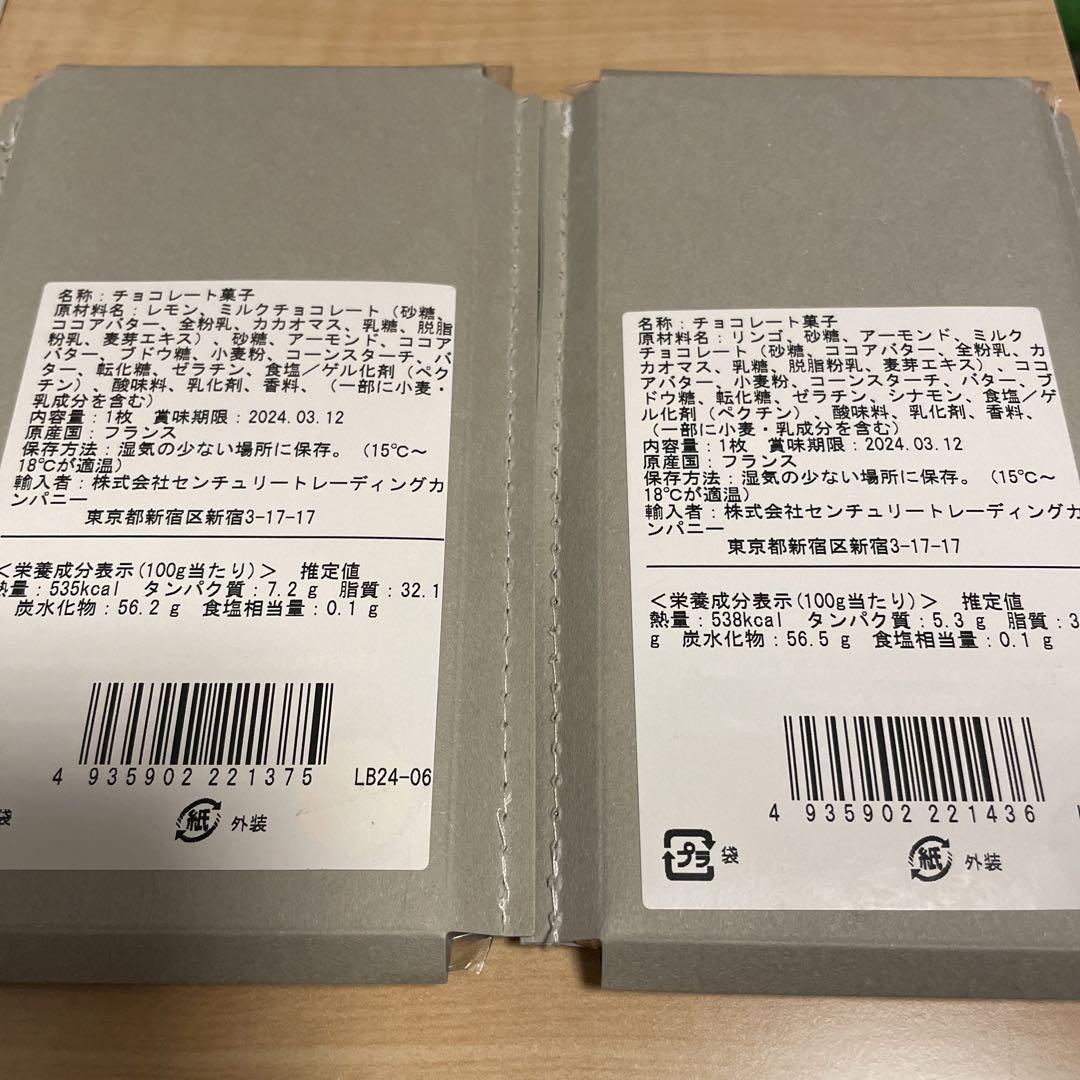 名称：チョコレート菓子
原材料名：レモン、ミルクチョコレート（砂糖、
ココアバター、全粉乳、カカオマス、乳糖、脱脂
粉乳、麦芽エキス）、砂糖、アーモンド、ココア
バター、ブドウ糖、小麦粉、コーンスターチ、バ
ター、転化糖、ゼラチン、食塩／ゲル化剤（ペク
チン）、酸味料、乳化剤、香料、（一部に小麦・
乳成分を含む）
内容量：1枚　賞味期限：2024.03.12
原産国：フランス
保存方法：湿気の少ない場所に保存。（15℃〜
18℃が適温）
輸入者：株式会社センチュリートレーディングカ
ンパニー
東京都新宿区新宿3-17-17
＜栄養成分表示(100g当たり)＞　推定値
熱量：535kcal　タンパク質：7.2ｇ　脂質：32.1
炭水化物：56.2ｇ　食塩相当量：0.1ｇ
4 935902 221375
LB24-06
袋
紙 外装
名称：チョコレート菓子
原材料名：リンゴ、砂糖、アーモンド、ミルク
チョコレート（砂糖、ココアバター、全粉乳、カ
カオマス、乳糖、脱脂粉乳、麦芽エキス）、ココ
アバター、小麦粉、コーンスターチ、バター、ブ
ドウ糖、転化糖、ゼラチン、シナモン、食塩／ゲ
ル化剤（ペクチン）、酸味料、乳化剤、香料、
（一部に小麦・乳成分を含む）
内容量：1枚　賞味期限：2024.03.12
原産国：フランス
保存方法：湿気の少ない場所に保存。（15℃〜
18℃が適温）
輸入者：株式会社センチュリートレーディングカ
ンパニー
東京都新宿区新宿3-17-17
＜栄養成分表示(100g当たり)＞　推定値
熱量：538kcal　タンパク質：5.3ｇ　脂質：3
ｇ　炭水化物：56.5ｇ　食塩相当量：0.1ｇ
4 935902 221436
プラ 袋
紙 外装